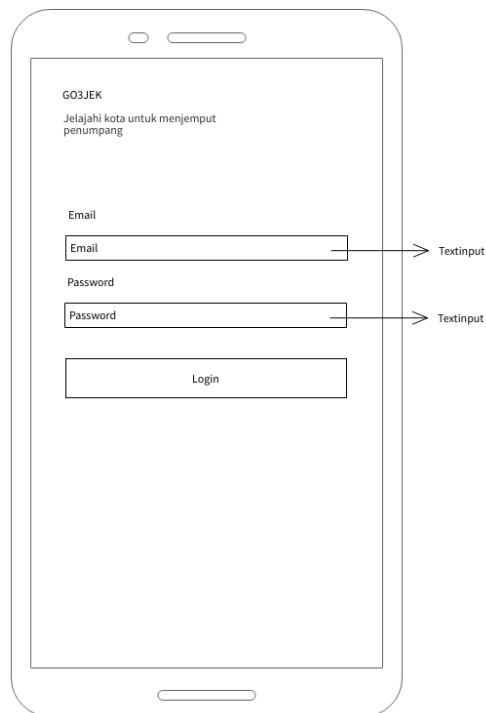 GO3JEK
Jelajahi kota untuk menjemput
penumpang
Email
Email
Textinput
Password
Password
Textinput
Login